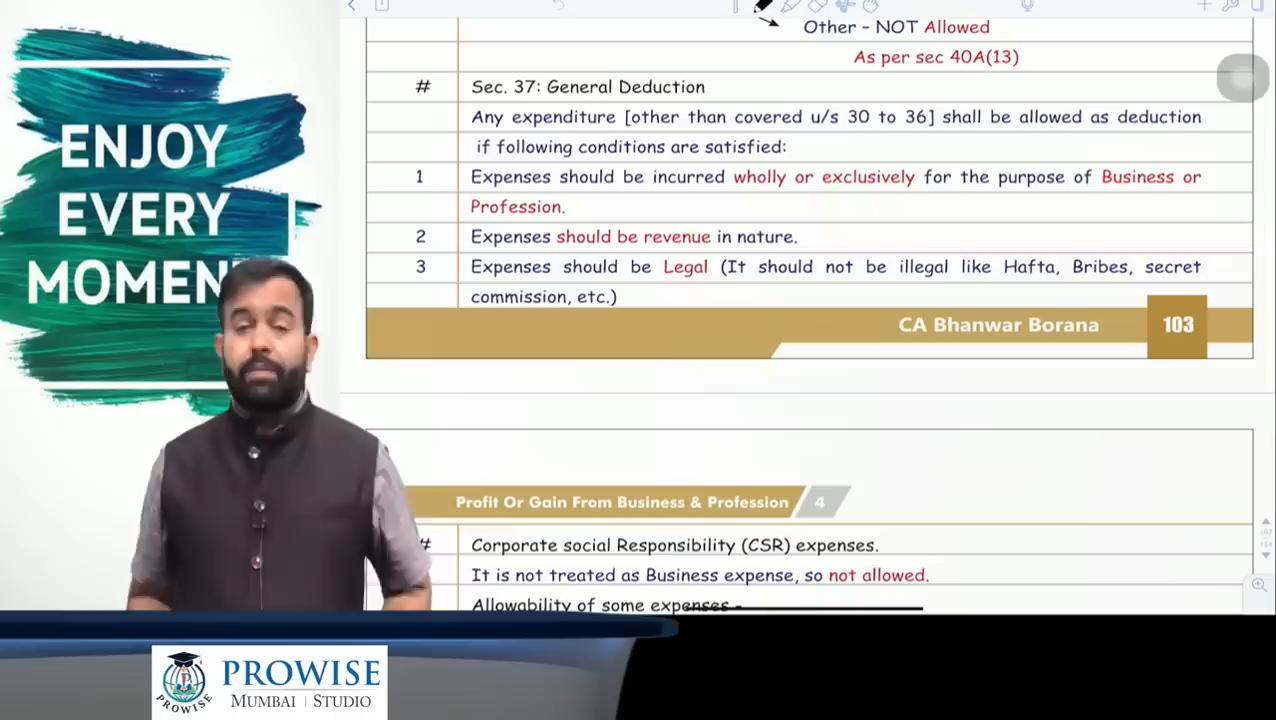 ENJOY
EVERY
MOMEN
Other – NOT Allowed
As per sec 40A(13)
# Sec. 37: General Deduction
Any expenditure [other than covered u/s 30 to 36] shall be allowed as deduction
if following conditions are satisfied:
1 Expenses should be incurred wholly or exclusively for the purpose of Business or
Profession.
2 Expenses should be revenue in nature.
3 Expenses should be Legal (It should not be illegal like Hafta, Bribes, secret
commission, etc.)
CA Bhanwar Borana 103
Profit Or Gain From Business & Profession 4
# Corporate social Responsibility (CSR) expenses.
It is not treated as Business expense, so not allowed.
Allowability of some expenses -
PROWISE
PROWISE
MUMBAI | STUDIO